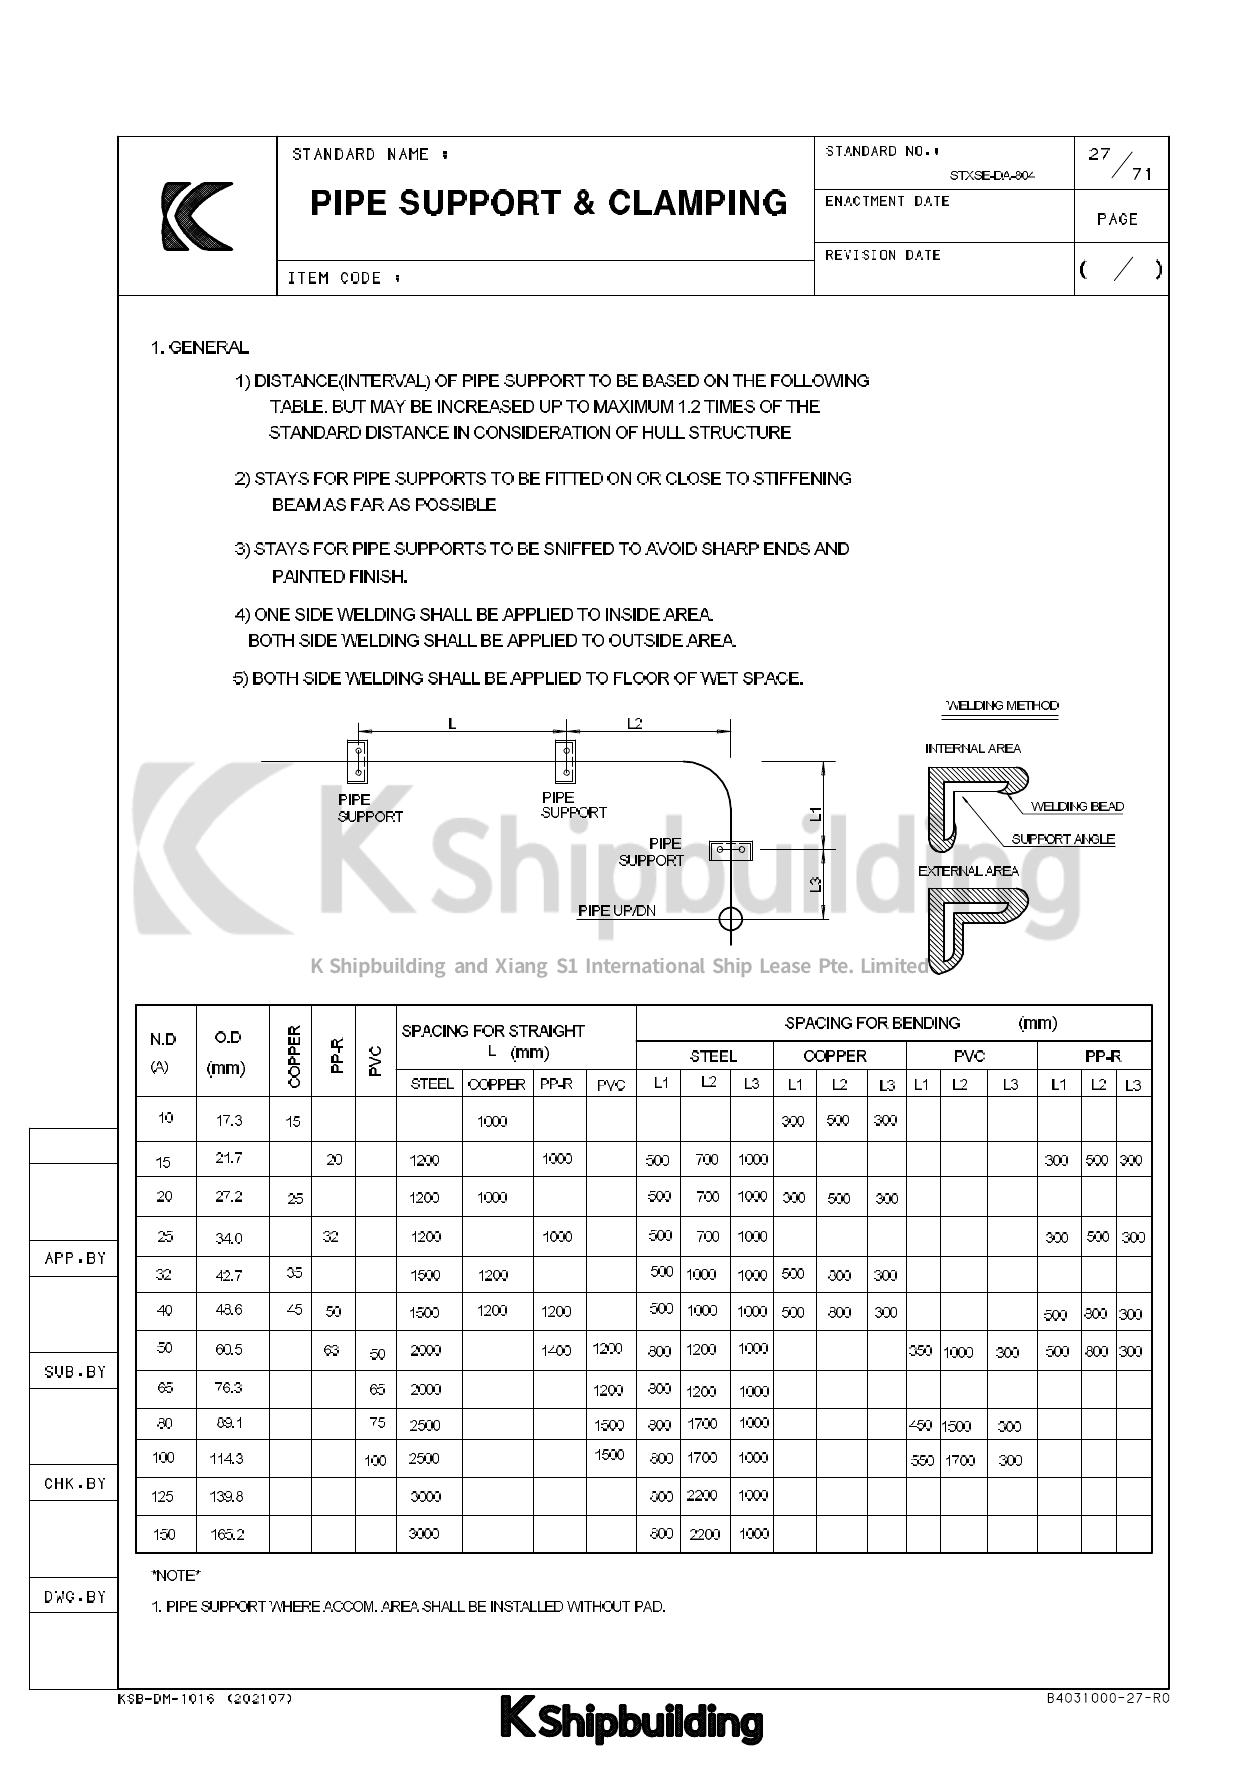 STANDARD NAME :
PIPE SUPPORT & CLAMPING
ITEM CODE :
STANDARD NO. :
STXSE-DA-804
27 / 71
ENACTMENT DATE
PAGE
REVISION DATE
( / )
1. GENERAL
1) DISTANCE(INTERVAL) OF PIPE SUPPORT TO BE BASED ON THE FOLLOWING
TABLE. BUT MAY BE INCREASED UP TO MAXIMUM 1.2 TIMES OF THE
STANDARD DISTANCE IN CONSIDERATION OF HULL STRUCTURE
2) STAYS FOR PIPE SUPPORTS TO BE FITTED ON OR CLOSE TO STIFFENING
BEAM AS FAR AS POSSIBLE
3) STAYS FOR PIPE SUPPORTS TO BE SNIFFED TO AVOID SHARP ENDS AND
PAINTED FINISH.
4) ONE SIDE WELDING SHALL BE APPLIED TO INSIDE AREA.
BOTH SIDE WELDING SHALL BE APPLIED TO OUTSIDE AREA.
5) BOTH SIDE WELDING SHALL BE APPLIED TO FLOOR OF WET SPACE.
L
L2
PIPE
SUPPORT
PIPE
SUPPORT
PIPE
SUPPORT
L1
L3
PIPE UP/DN
WELDING METHOD
INTERNAL AREA
WELDING BEAD
SUPPORT ANGLE
EXTERNAL AREA
K Shipbuilding
K Shipbuilding and Xiang S1 International Ship Lease Pte. Limited
N.D (A) O.D (mm) COPPER PP-R PVC SPACING FOR STRAIGHT L (mm) SPACING FOR BENDING (mm)
STEEL COPPER PVC PP-R
STEEL COPPER PP-R PVC L1 L2 L3 L1 L2 L3 L1 L2 L3 L1 L2 L3
10 17.3 15 1000 300 500 300
15 21.7 20 1200 1000 500 700 1000 300 500 300
20 27.2 25 1200 1000 500 700 1000 300 500 300
25 34.0 32 1200 1000 500 700 1000 300 500 300
32 42.7 35 1500 1200 500 1000 1000 500 800 300
40 48.6 45 50 1500 1200 1200 500 1000 1000 500 800 300 500 800 300
50 60.5 63 50 2000 1400 1200 800 1200 1000 350 1000 300 500 800 300
65 76.3 65 2000 1200 800 1200 1000
80 89.1 75 2500 1500 800 1700 1000 450 1500 300
100 114.3 100 2500 1500 800 1700 1000 550 1700 300
125 139.8 3000 800 2200 1000
150 165.2 3000 800 2200 1000
*NOTE*
1. PIPE SUPPORT WHERE ACCOM. AREA SHALL BE INSTALLED WITHOUT PAD.
APP.BY
SUB.BY
CHK.BY
DWG.BY
KSB-DM-1016 (202107)
K Shipbuilding
B4031000-27-R0